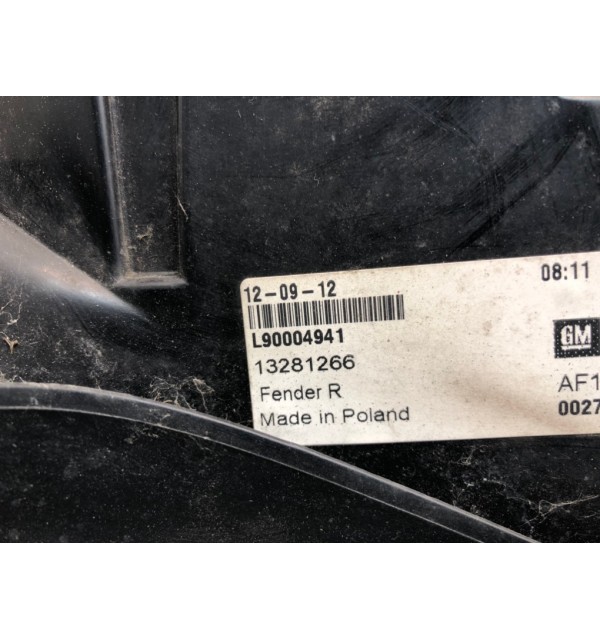 12-09-12 08:11
L90004941
GM
13281266
Fender R AF1
Made in Poland 0027